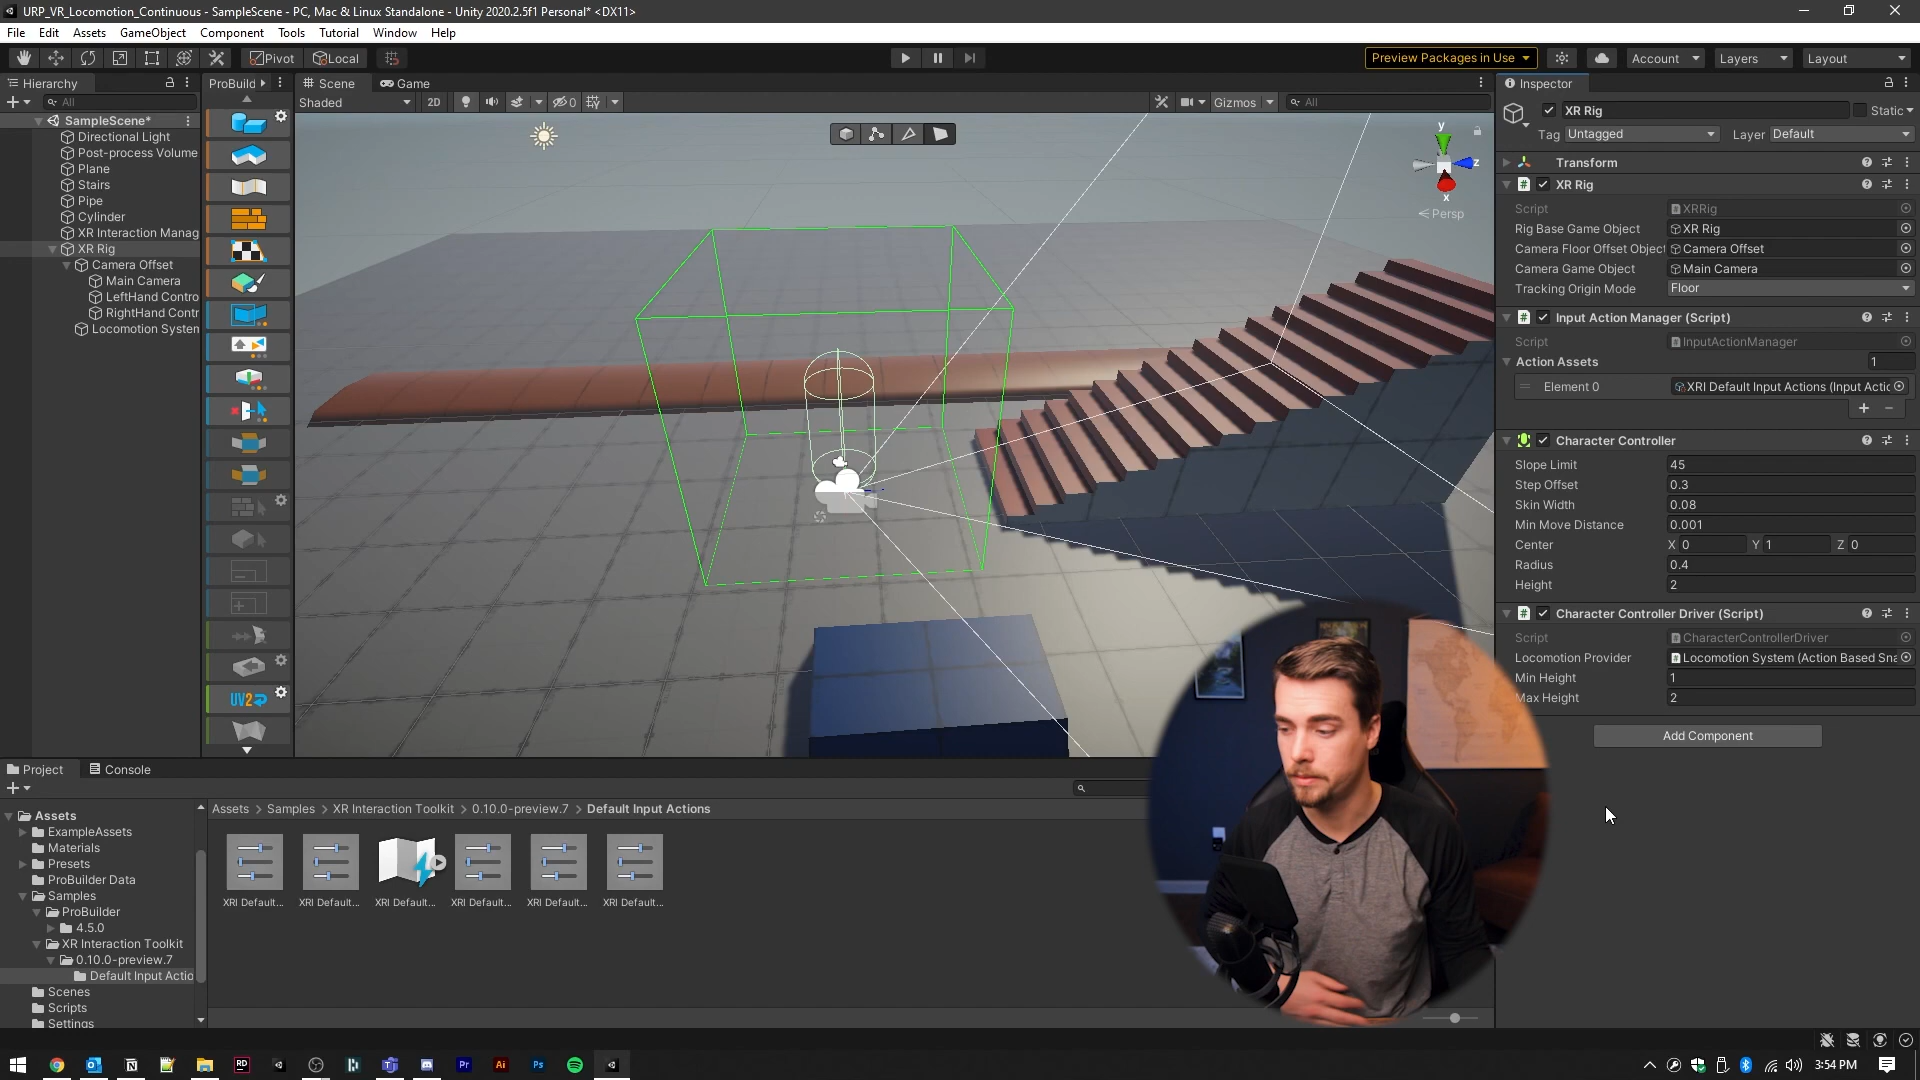 URP_VR_Locomotion_Continuous - SampleScene - PC, Mac & Linux Standalone - Unity 2020.2.5f1 Personal* <DX11>
File Edit Assets GameObject Component Tools Tutorial Window Help
Pivot Local Preview Packages in Use Account Layers Layout
Hierarchy ProBuild Scene Game Inspector
All Shaded 2D 0 Gizmos All
SampleScene*
Directional Light
Post-process Volume
Plane
Stairs
Pipe
Cylinder
XR Interaction Manag
XR Rig
Camera Offset
Main Camera
LeftHand Contro
RightHand Contr
Locomotion System
UV2
y
z
x
Persp
XR Rig Static
Tag Untagged Layer Default
Transform
XR Rig
Script XRRig
Rig Base Game Object XR Rig
Camera Floor Offset Object Camera Offset
Camera Game Object Main Camera
Tracking Origin Mode Floor
Input Action Manager (Script)
Script InputActionManager
Action Assets 1
Element 0 XRI Default Input Actions (Input Actic
Character Controller
Slope Limit 45
Step Offset 0.3
Skin Width 0.08
Min Move Distance 0.001
Center X 0 Y 1 Z 0
Radius 0.4
Height 2
Character Controller Driver (Script)
Script CharacterControllerDriver
Locomotion Provider Locomotion System (Action Based Sna
Min Height 1
Max Height 2
Add Component
Project Console
Assets > Samples > XR Interaction Toolkit > 0.10.0-preview.7 > Default Input Actions
Assets
ExampleAssets
Materials
Presets
ProBuilder Data
Samples
ProBuilder
4.5.0
XR Interaction Toolkit
0.10.0-preview.7
Default Input Actio
Scenes
Scripts
Settings
XRI Default... XRI Default... XRI Default... XRI Default... XRI Default... XRI Default...
RD Pr Ai Ps 3:54 PM